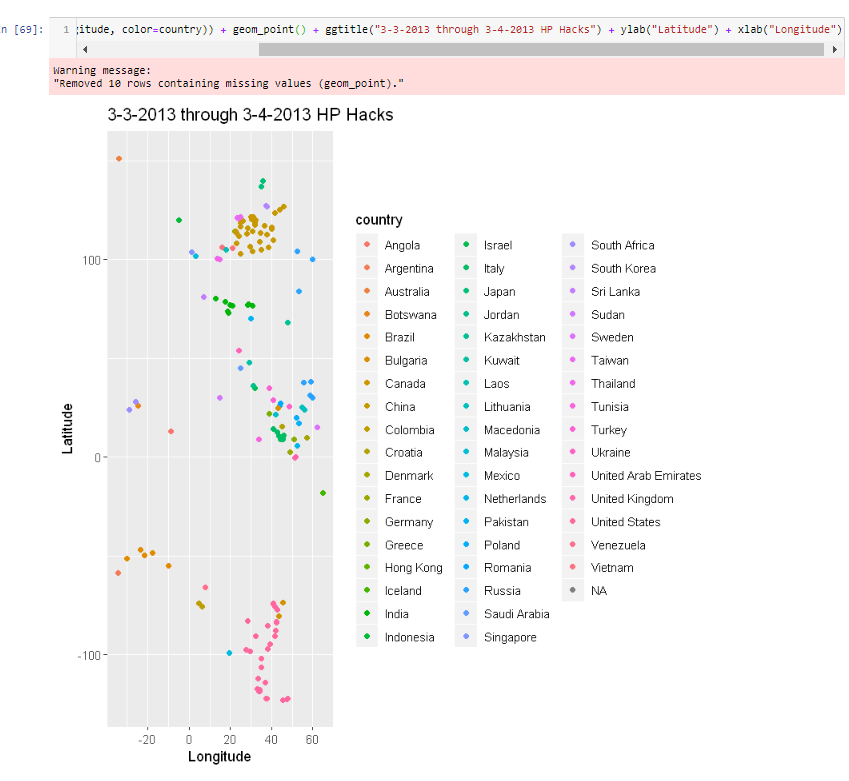 n [69]:
1 gitude, color=country)) + geom_point() + ggtitle("3-3-2013 through 3-4-2013 HP Hacks") + ylab("Latitude") + xlab("Longitude")
Warning message:
"Removed 10 rows containing missing values (geom_point)."
3-3-2013 through 3-4-2013 HP Hacks
100
0
-100
Latitude
-20 0 20 40 60
Longitude
country
Angola
Argentina
Australia
Botswana
Brazil
Bulgaria
Canada
China
Colombia
Croatia
Denmark
France
Germany
Greece
Hong Kong
Iceland
India
Indonesia
Israel
Italy
Japan
Jordan
Kazakhstan
Kuwait
Laos
Lithuania
Macedonia
Malaysia
Mexico
Netherlands
Pakistan
Poland
Romania
Russia
Saudi Arabia
Singapore
South Africa
South Korea
Sri Lanka
Sudan
Sweden
Taiwan
Thailand
Tunisia
Turkey
Ukraine
United Arab Emirates
United Kingdom
United States
Venezuela
Vietnam
NA